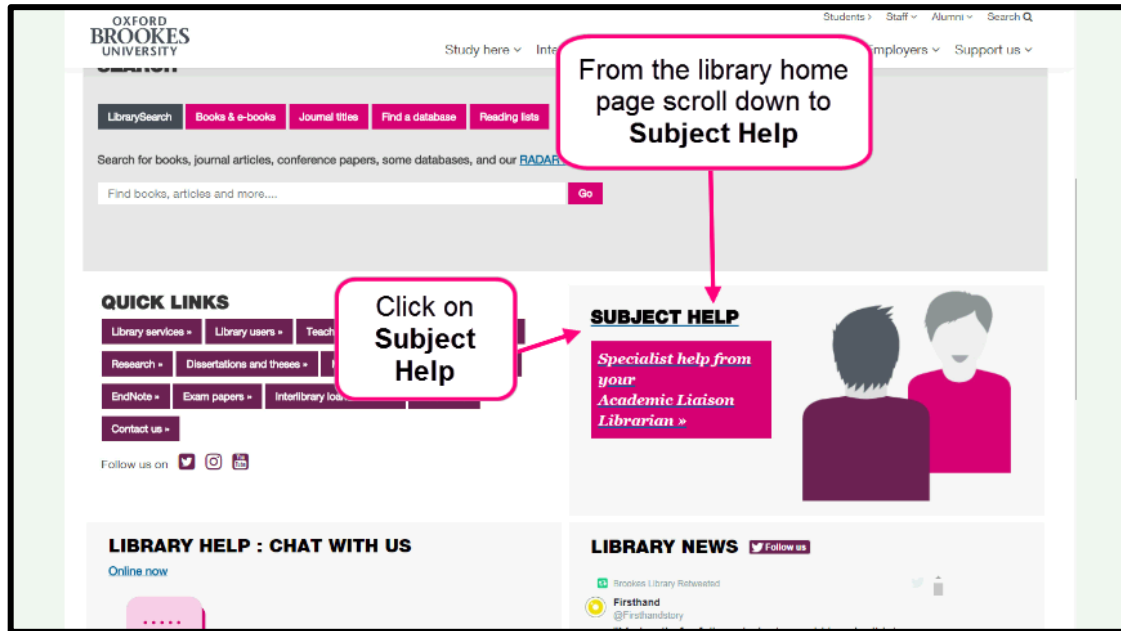 OXFORD
BROOKES
UNIVERSITY
Students › Staff Alumni Search
Study here Employers Support us
SEARCH
From the library home
page scroll down to
Subject Help
LibrarySearch Books & e-books Journal titles Find a database Reading lists
Search for books, journal articles, conference papers, some databases, and our RADAR
Find books, articles and more.... Go
QUICK LINKS
Library services » Library users »
Research » Dissertations and theses »
EndNote » Exam papers »
Contact us »
Follow us on
Click on
Subject
Help
SUBJECT HELP
Specialist help from
your
Academic Liaison
Librarian »
LIBRARY HELP : CHAT WITH US
Online now
LIBRARY NEWS Follow us
Brookes Library Retweeted
Firsthand
@Firsthandstory